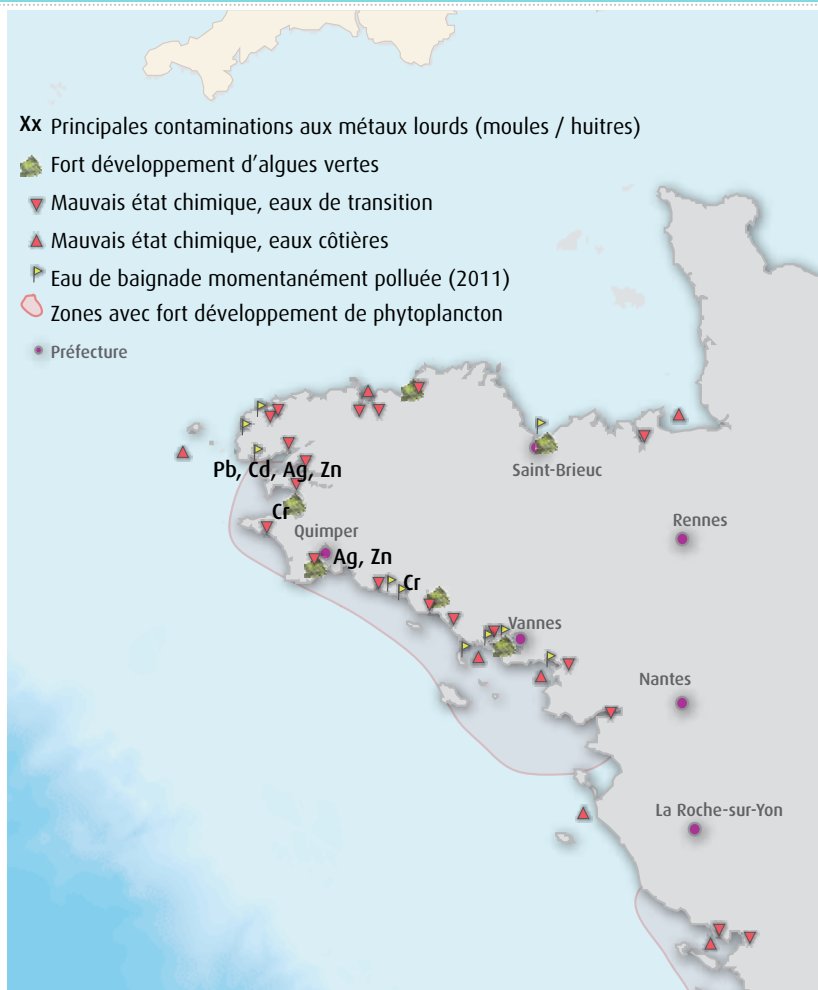 Xx Principales contaminations aux métaux lourds (moules / huitres)
Fort développement d'algues vertes
Mauvais état chimique, eaux de transition
Mauvais état chimique, eaux côtières
Eau de baignade momentanément polluée (2011)
Zones avec fort développement de phytoplancton
Préfecture
Saint-Brieuc
Pb, Cd, Ag, Zn
Cr
Quimper
Rennes
Ag, Zn
Cr
Vannes
Nantes
La Roche-sur-Yon